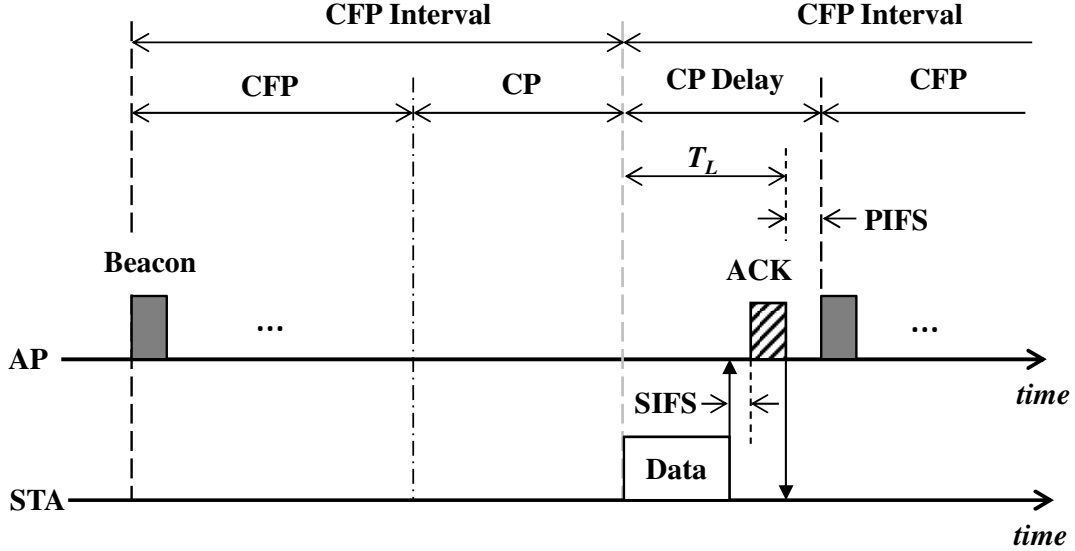 CFP Interval CFP Interval
CFP CP CP Delay CFP
T_L
PIFS
Beacon ACK
... ...
AP
time
SIFS
Data
STA
time